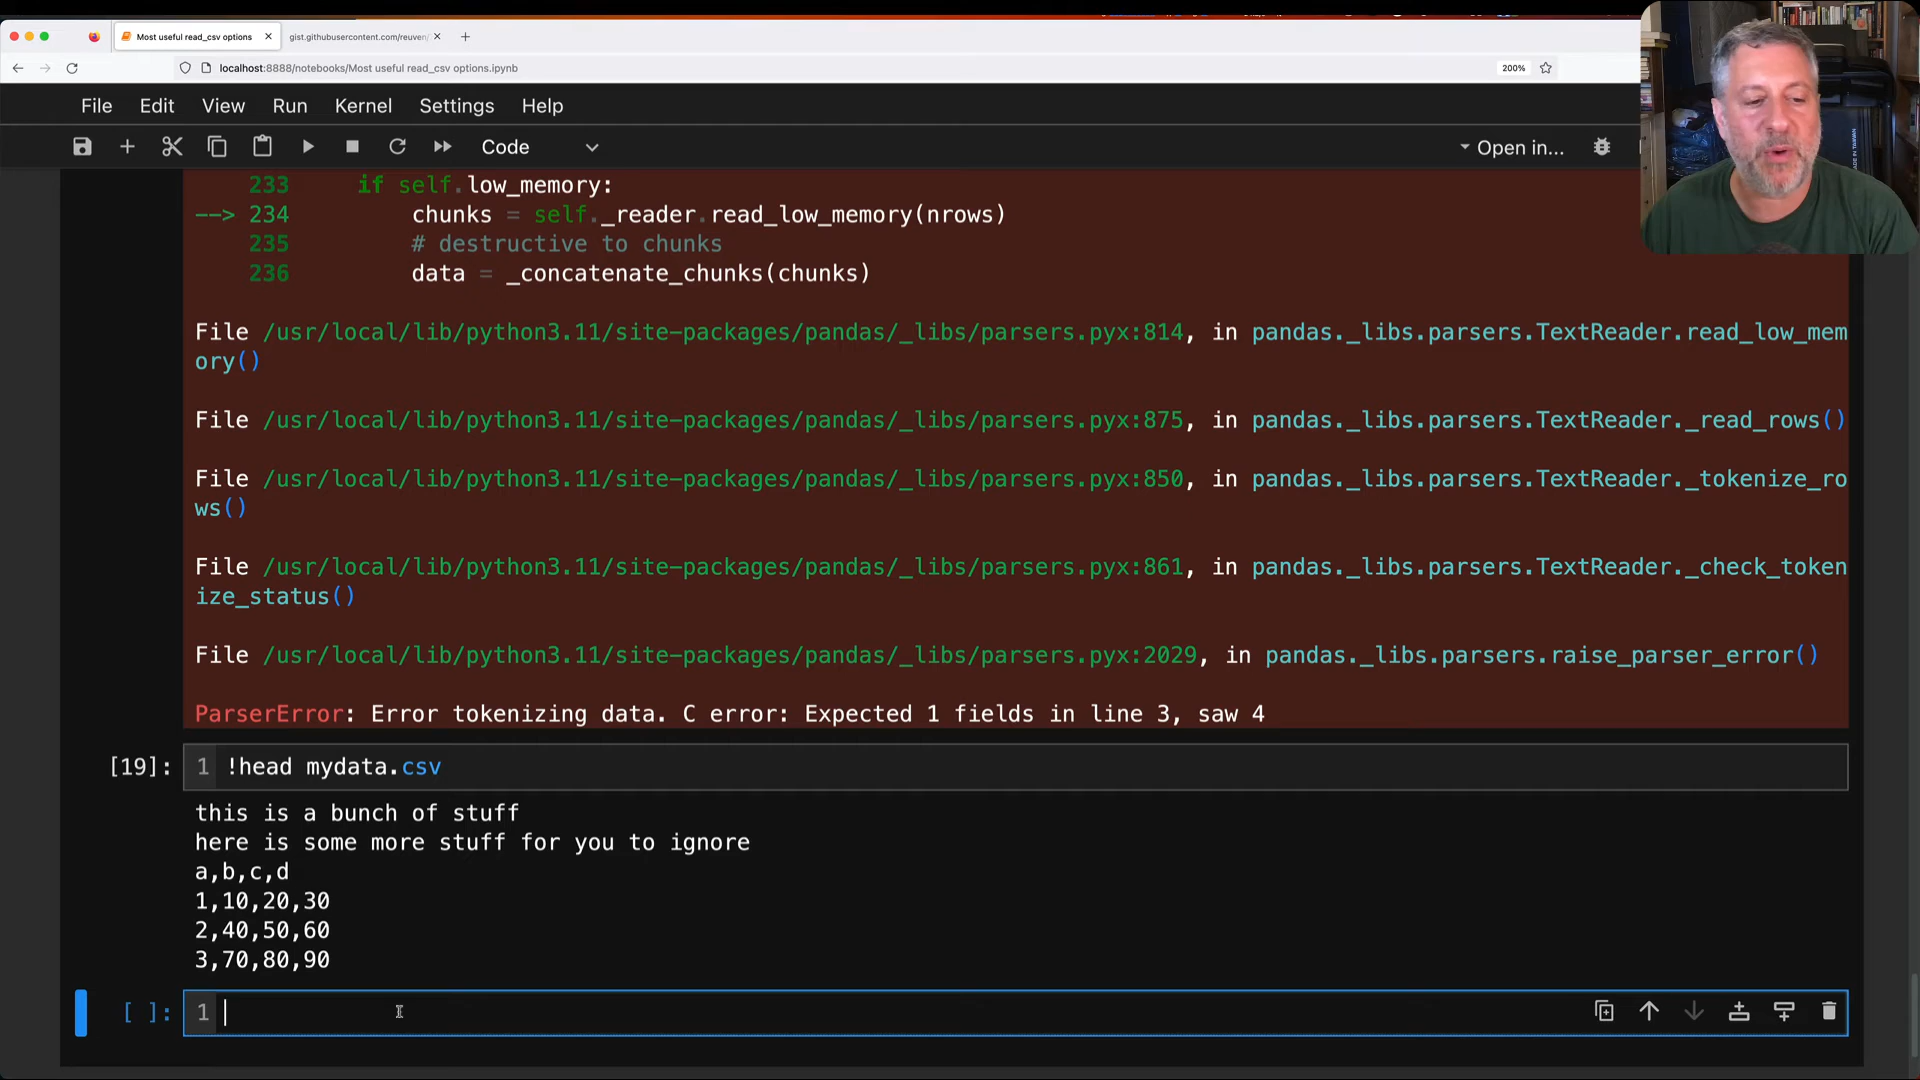 Most useful read_csv options
gist.githubusercontent.com/reuven/
localhost:8888/notebooks/Most useful read_csv options.ipynb
200%
File Edit View Run Kernel Settings Help
Code
Open in...
233 if self.low_memory:
--> 234 chunks = self._reader.read_low_memory(nrows)
235 # destructive to chunks
236 data = _concatenate_chunks(chunks)
File /usr/local/lib/python3.11/site-packages/pandas/_libs/parsers.pyx:814, in pandas._libs.parsers.TextReader.read_low_mem
ory()
File /usr/local/lib/python3.11/site-packages/pandas/_libs/parsers.pyx:875, in pandas._libs.parsers.TextReader._read_rows()
File /usr/local/lib/python3.11/site-packages/pandas/_libs/parsers.pyx:850, in pandas._libs.parsers.TextReader._tokenize_ro
ws()
File /usr/local/lib/python3.11/site-packages/pandas/_libs/parsers.pyx:861, in pandas._libs.parsers.TextReader._check_token
ize_status()
File /usr/local/lib/python3.11/site-packages/pandas/_libs/parsers.pyx:2029, in pandas._libs.parsers.raise_parser_error()
ParserError: Error tokenizing data. C error: Expected 1 fields in line 3, saw 4
[19]: 1 !head mydata.csv
this is a bunch of stuff
here is some more stuff for you to ignore
a,b,c,d
1,10,20,30
2,40,50,60
3,70,80,90
[ ]: 1